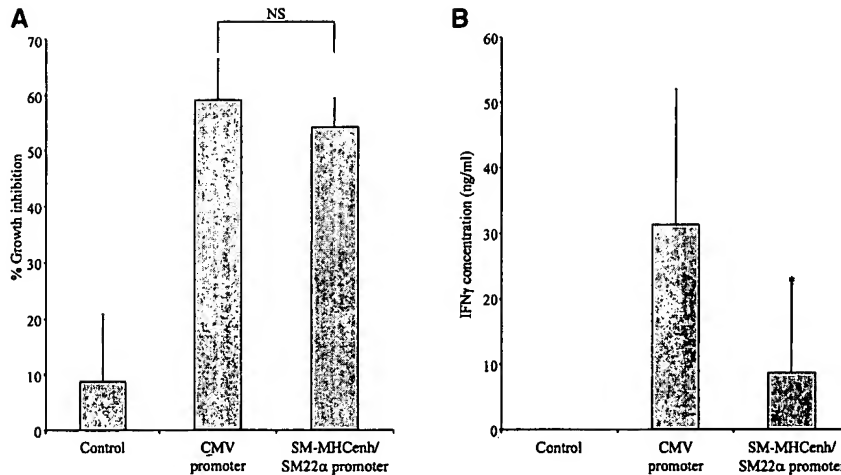 A
NS
% Growth inhibition
70
60
50
40
30
20
10
0
Control
CMV
promoter
SM-MHCenh/
SM22α promoter
B
IFNγ concentration (ng/ml)
60
50
40
30
20
10
0
*
Control
CMV
promoter
SM-MHCenh/
SM22α promoter